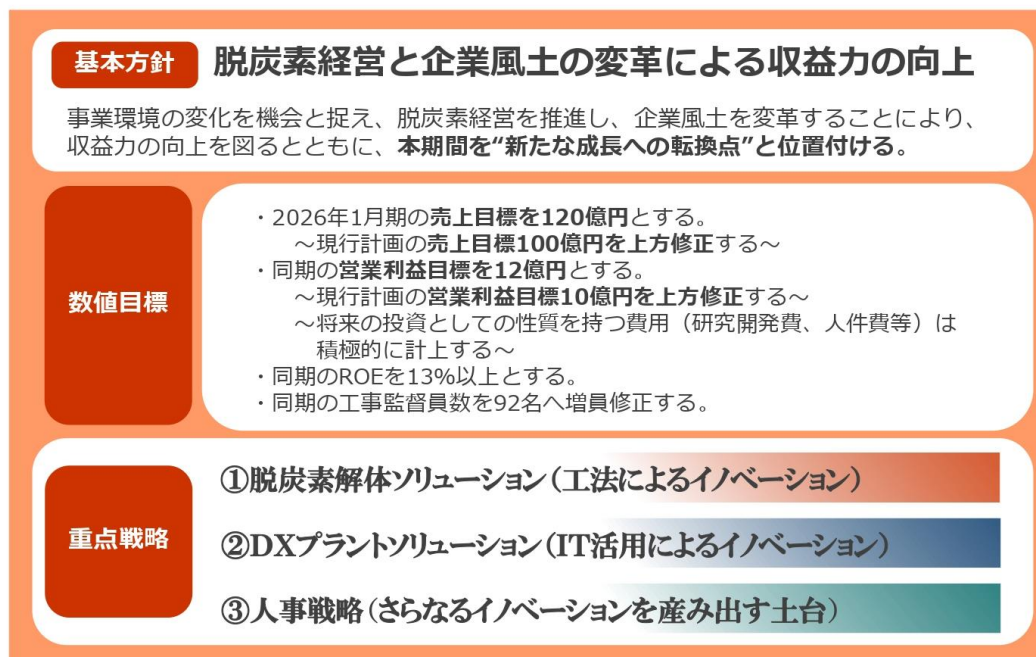 基本方針 脱炭素経営と企業風土の変革による収益力の向上
事業環境の変化を機会と捉え、脱炭素経営を推進し、企業風土を変革することにより、
収益力の向上を図るとともに、本期間を“新たな成長への転換点”と位置付ける。
数値目標
・2026年1月期の売上目標を120億円とする。
～現行計画の売上目標100億円を上方修正する～
・同期の営業利益目標を12億円とする。
～現行計画の営業利益目標10億円を上方修正する～
～将来の投資としての性質を持つ費用（研究開発費、人件費等）は
積極的に計上する～
・同期のROEを13%以上とする。
・同期の工事監督員数を92名へ増員修正する。
重点戦略
①脱炭素解体ソリューション（工法によるイノベーション）
②DXプラントソリューション（IT活用によるイノベーション）
③人事戦略（さらなるイノベーションを産み出す土台）